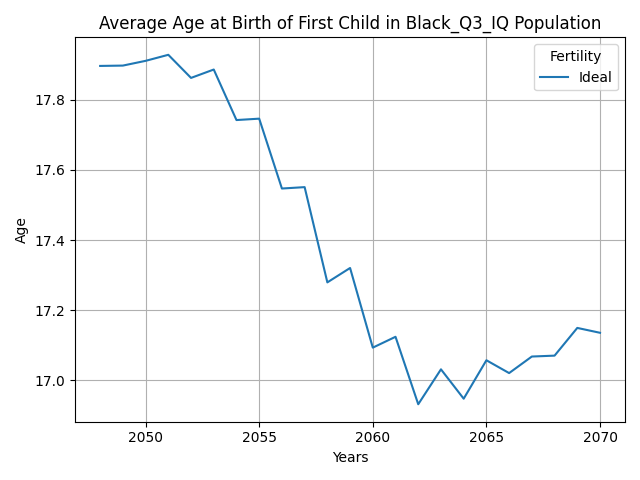 Average Age at Birth of First Child in Black_Q3_IQ Population
Fertility
Ideal
17.8
17.6
17.4
17.2
17.0
Age
2050 2055 2060 2065 2070
Years